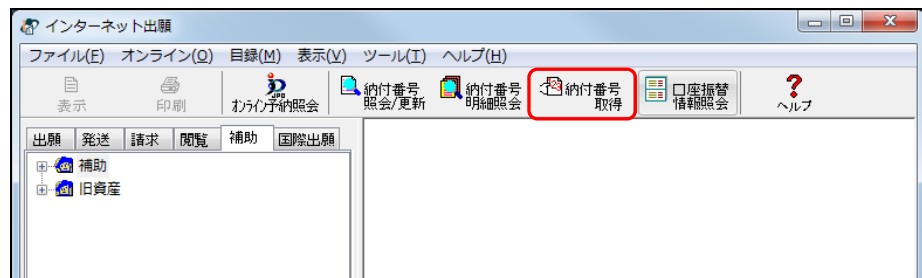 インターネット出願
ファイル(F) オンライン(O) 目録(M) 表示(V) ツール(T) ヘルプ(H)
表示
印刷
JPO
オンライン予納照会
納付番号
照会/更新
納付番号
明細照会
納付番号
取得
口座振替
情報照会
ヘルプ
出願 発送 請求 閲覧 補助 国際出願
補助
旧資産